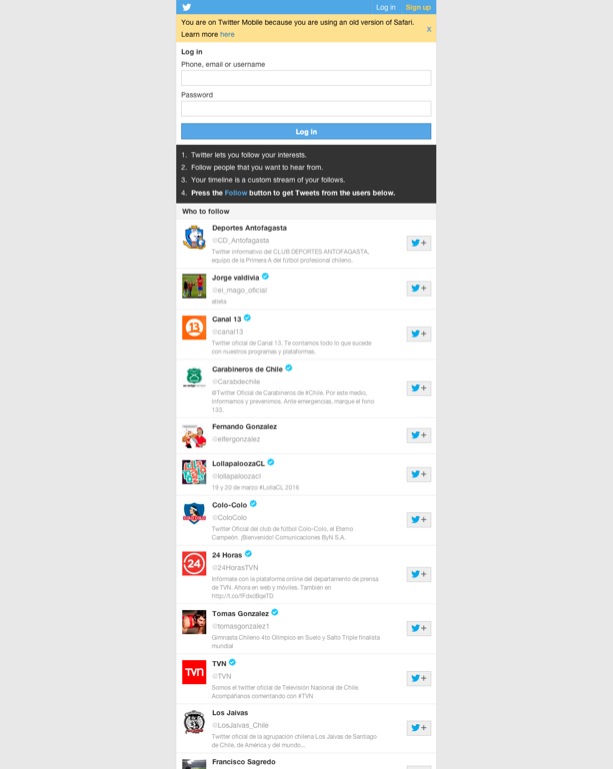 Log in Sign up
You are on Twitter Mobile because you are using an old version of Safari.
Learn more here
x
Log in
Phone, email or username
Password
Log in
1. Twitter lets you follow your interests.
2. Follow people that you want to hear from.
3. Your timeline is a custom stream of your follows.
4. Press the Follow button to get Tweets from the users below.
Who to follow
Deportes Antofagasta
@CD_Antofagasta
Twitter informativo del CLUB DEPORTES ANTOFAGASTA,
equipo de la Primera A del fútbol profesional chileno.
Jorge valdivia
@el_mago_oficial
atleta
13
Canal 13
@canal13
Twitter oficial de Canal 13. Te contamos todo lo que sucede
con nuestros programas y plataformas.
Carabineros de Chile
@Carabdechile
@Twitter Oficial de Carabineros de #Chile. Por este medio,
informamos y prevenimos. Ante emergencias, marque el fono
133.
Fernando Gonzalez
@elfergonzalez
LollapaloozaCL
@lollapaloozacl
19 y 20 de marzo #LollaCL 2016
Colo-Colo
@ColoColo
Twitter Oficial del club de fútbol Colo-Colo, el Eterno
Campeón. ¡Bienvenido! Comunicaciones ByN S.A.
24
24 Horas
@24HorasTVN
Infórmate con la plataforma online del departamento de prensa
de TVN. Ahora en web y móviles. También en
Tomas Gonzalez
@tomasgonzalez1
Gimnasta Chileno 4to Olímpico en Suelo y Salto Triple finalista
mundial
TVN
TVN
@TVN
Somos el twitter oficial de Televisión Nacional de Chile.
Acompáñanos comentando con #TVN
Los Jaivas
@LosJaivas_Chile
Twitter oficial de la agrupación chilena Los Jaivas de Santiago
de Chile, de América y del mundo...
Francisco Sagredo